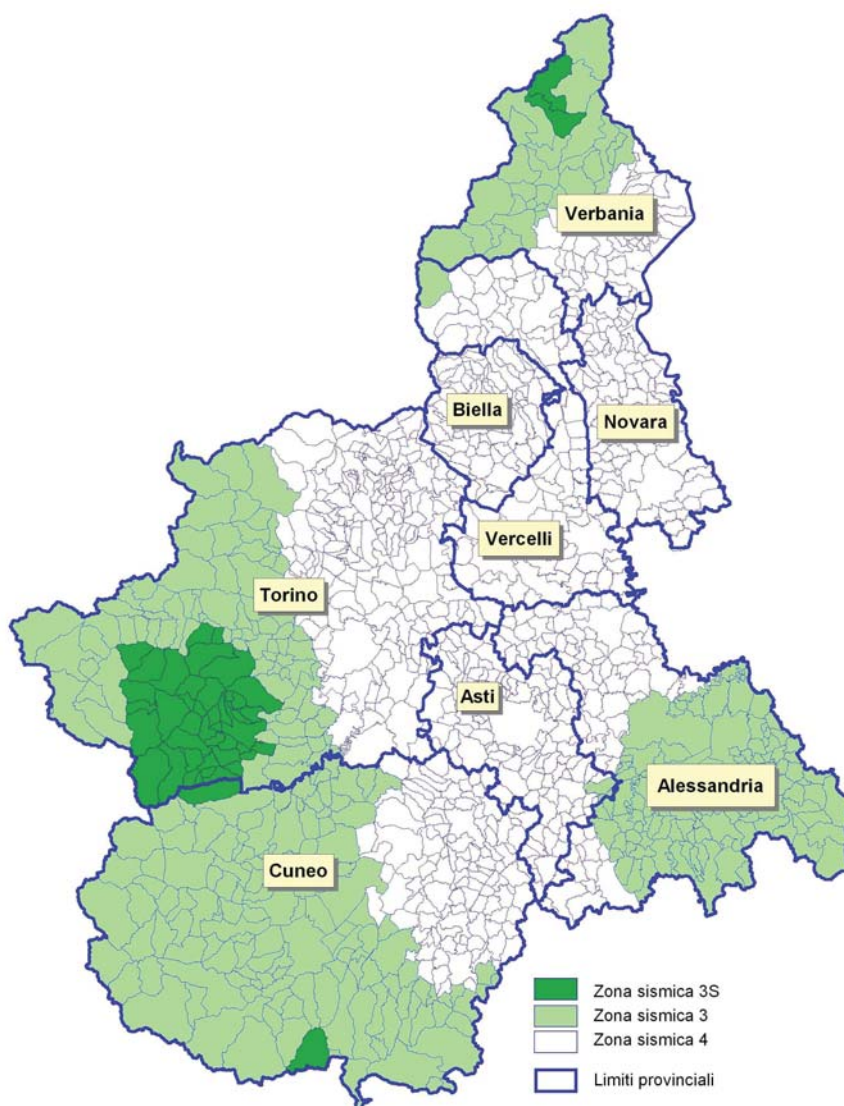 Verbania
Biella
Novara
Vercelli
Torino
Asti
Alessandria
Cuneo
Zona sismica 3S
Zona sismica 3
Zona sismica 4
Limiti provinciali